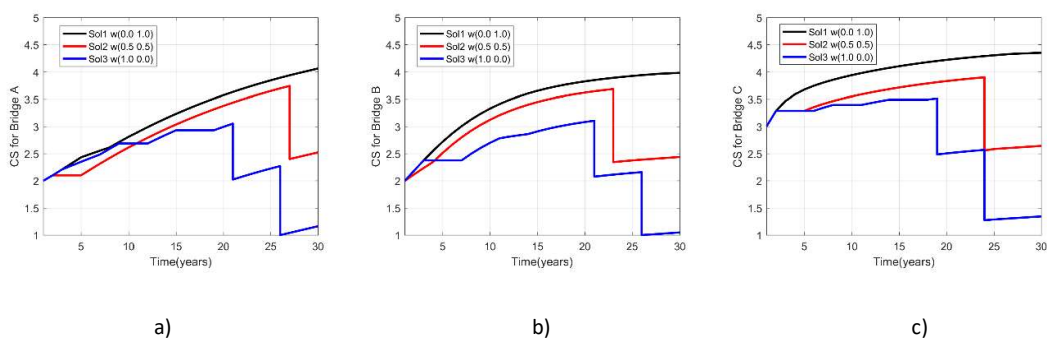 CS for Bridge A
5
4.5
4
3.5
3
2.5
2
1.5
1
Sol1 w(0.0 1.0)
Sol2 w(0.5 0.5)
Sol3 w(1.0 0.0)
5 10 15 20 25 30
Time(years)
a)
CS for Bridge B
5
4.5
4
3.5
3
2.5
2
1.5
1
Sol1 w(0.0 1.0)
Sol2 w(0.5 0.5)
Sol3 w(1.0 0.0)
5 10 15 20 25 30
Time(years)
b)
CS for Bridge C
5
4.5
4
3.5
3
2.5
2
1.5
1
Sol1 w(0.0 1.0)
Sol2 w(0.5 0.5)
Sol3 w(1.0 0.0)
5 10 15 20 25 30
Time(years)
c)